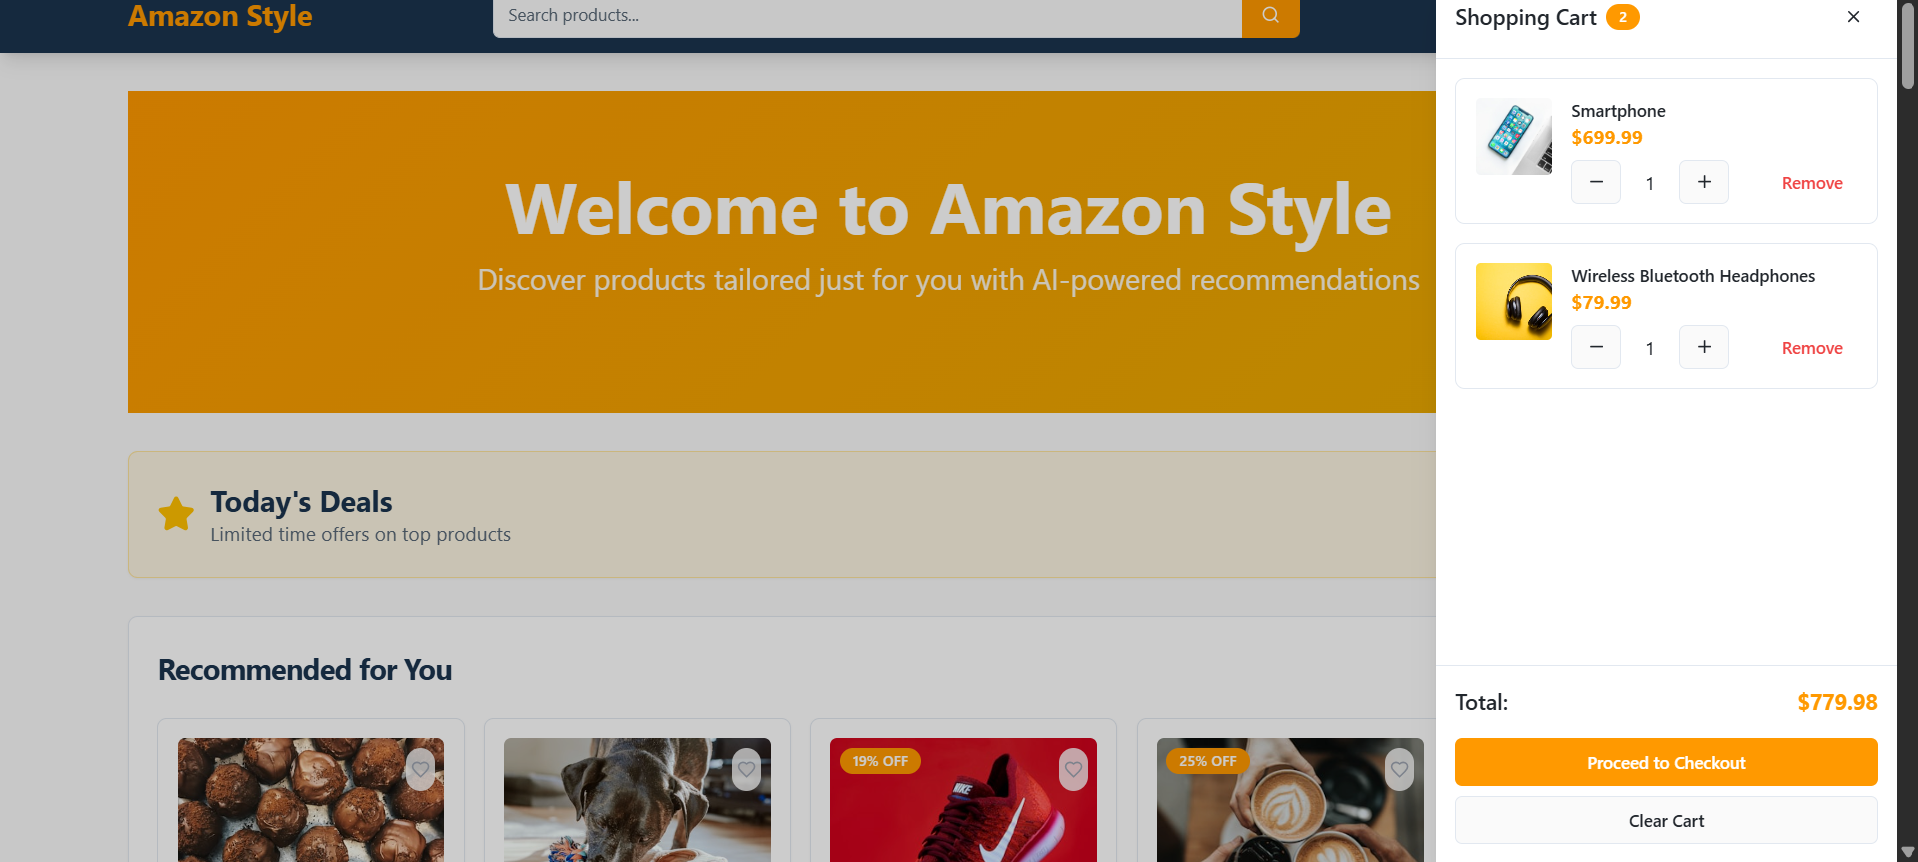 Amazon Style
Search products...
Shopping Cart 2
Smartphone
$699.99
1
Remove
Wireless Bluetooth Headphones
$79.99
1
Remove
Total:
$779.98
Proceed to Checkout
Clear Cart
Welcome to Amazon Style
Discover products tailored just for you with AI-powered recommendations
Today's Deals
Limited time offers on top products
Recommended for You
19% OFF
NIKE
25% OFF